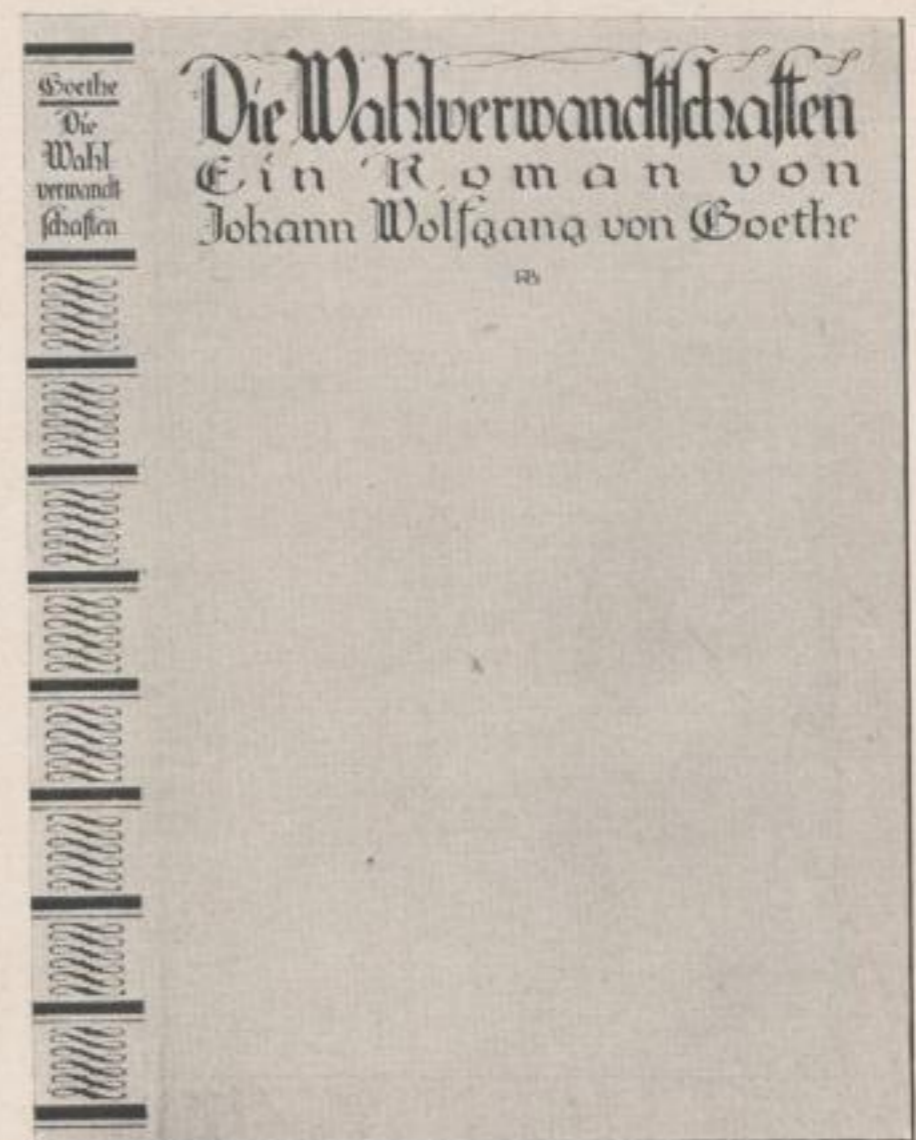 Goethe
Die
Wahl
verwandt
schaften
Die Wahlverwandtschaften
Ein Roman von
Johann Wolfgang von Goethe